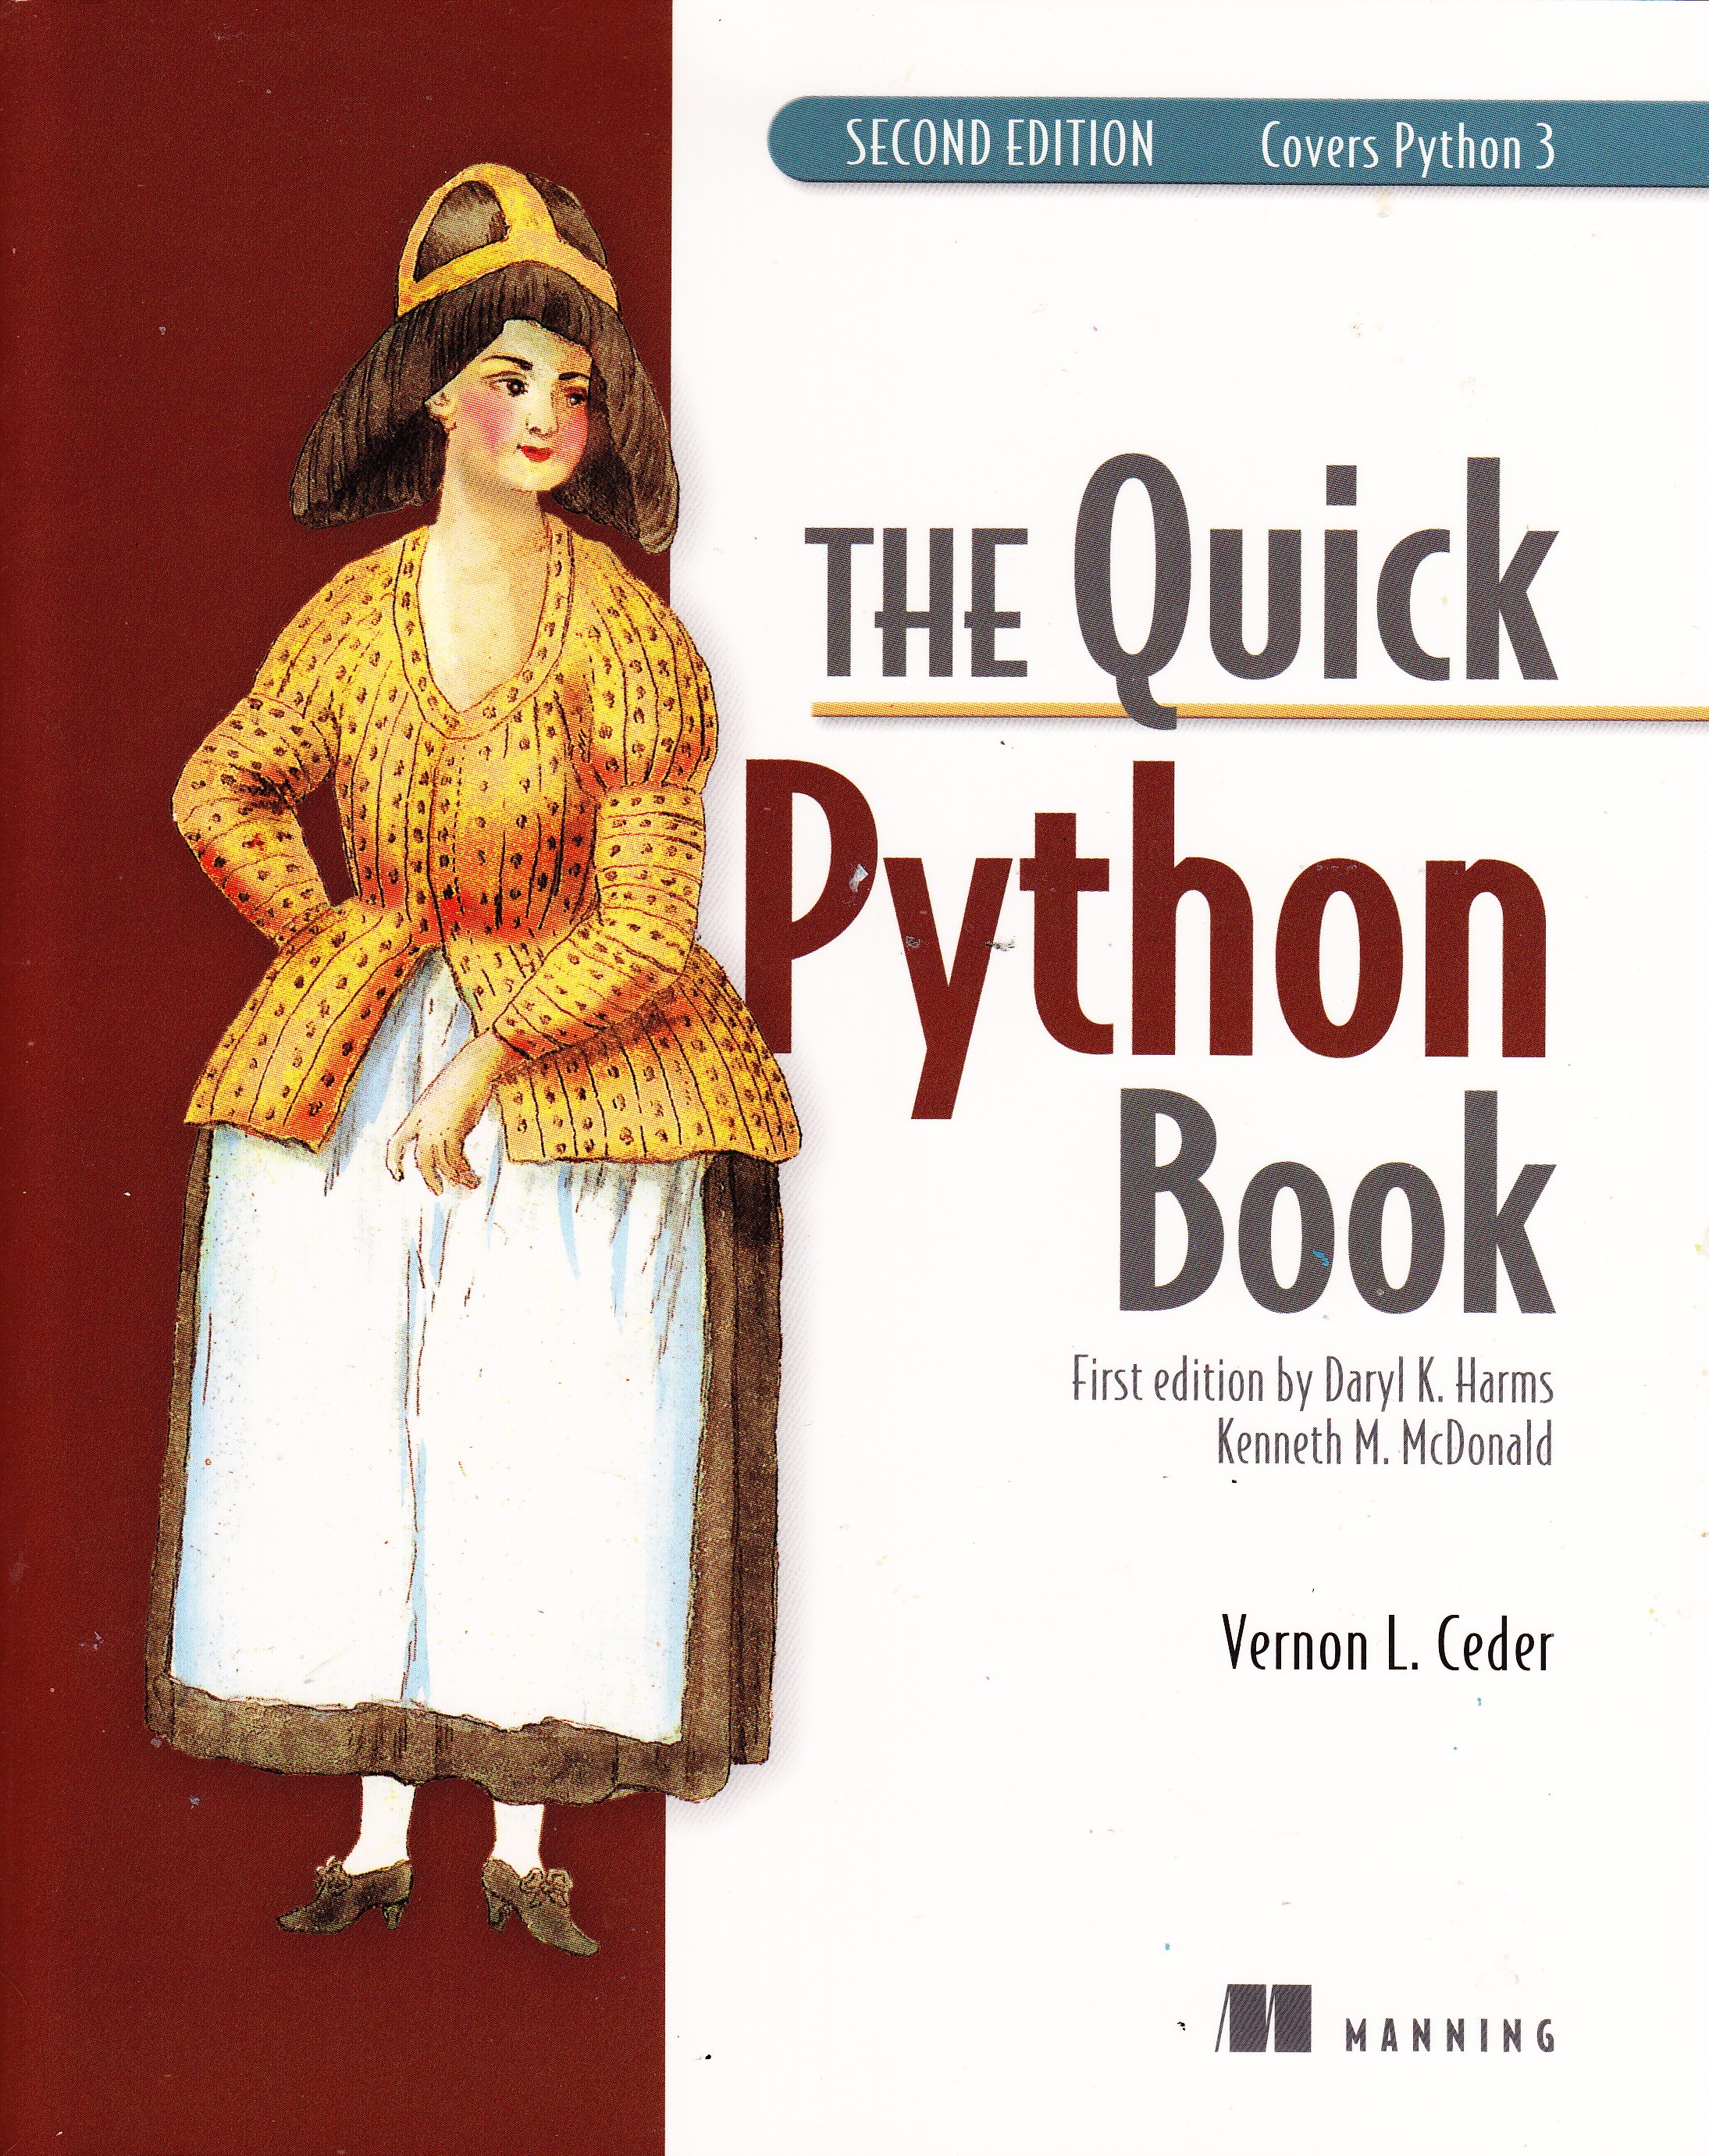 SECOND EDITION Covers Python 3
THE Quick
Python
Book
First edition by Daryl K. Harms
Kenneth M. McDonald
Vernon L. Ceder
MANNING